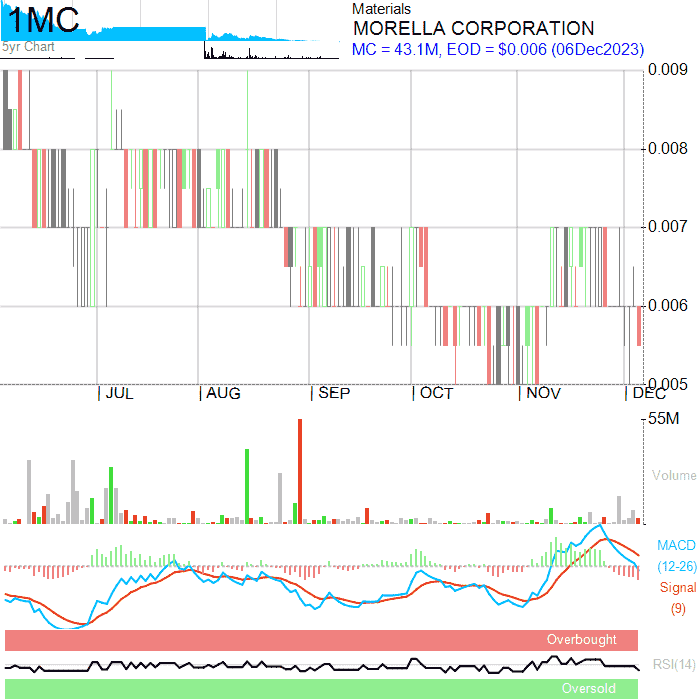 1MC
5yr Chart
Materials
MORELLA CORPORATION
MC = 43.1M, EOD = $0.006 (06Dec2023)
0.009
0.008
0.007
0.006
0.005
JUL
AUG
SEP
OCT
NOV
DEC
55M
Volume
MACD
(12-26)
Signal
(9)
Overbought
RSI(14)
Oversold